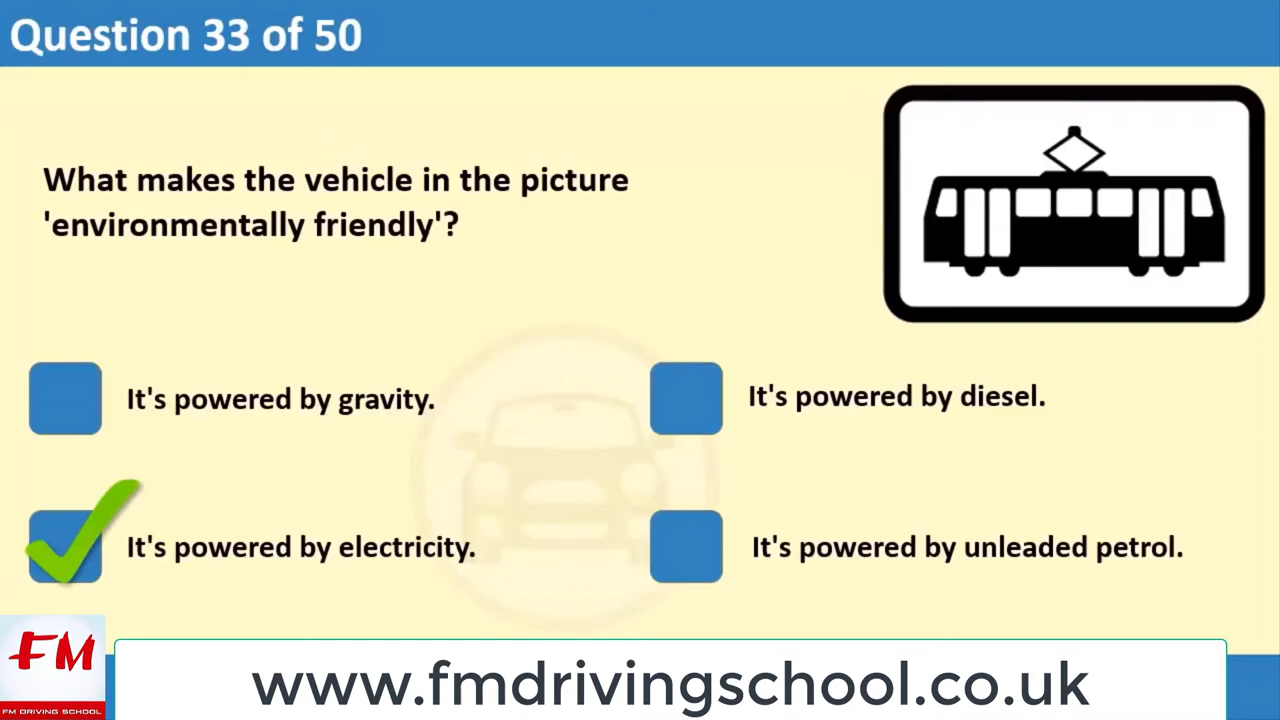 Question 33 of 50
What makes the vehicle in the picture
'environmentally friendly'?
It's powered by gravity.
It's powered by diesel.
It's powered by electricity.
It's powered by unleaded petrol.
FM
FM DRIVING SCHOOL
www.fmdrivingschool.co.uk